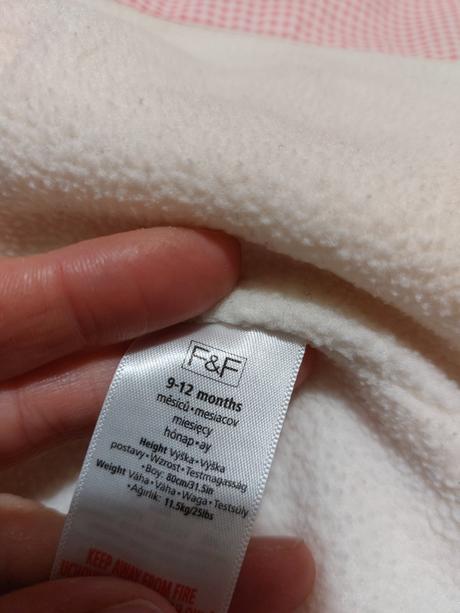 F&F
9-12 months
měsíců•mesiacov
miesięcy
hónap•ay
Height Výška•Výška
postavy•Wzrost•Testmagasság
•Boy: 80cm/31.5in
Weight Váha•Váha•Waga•Testsúly
•Ağırlık: 11.5kg/25lbs
KEEP AWAY FROM FIRE